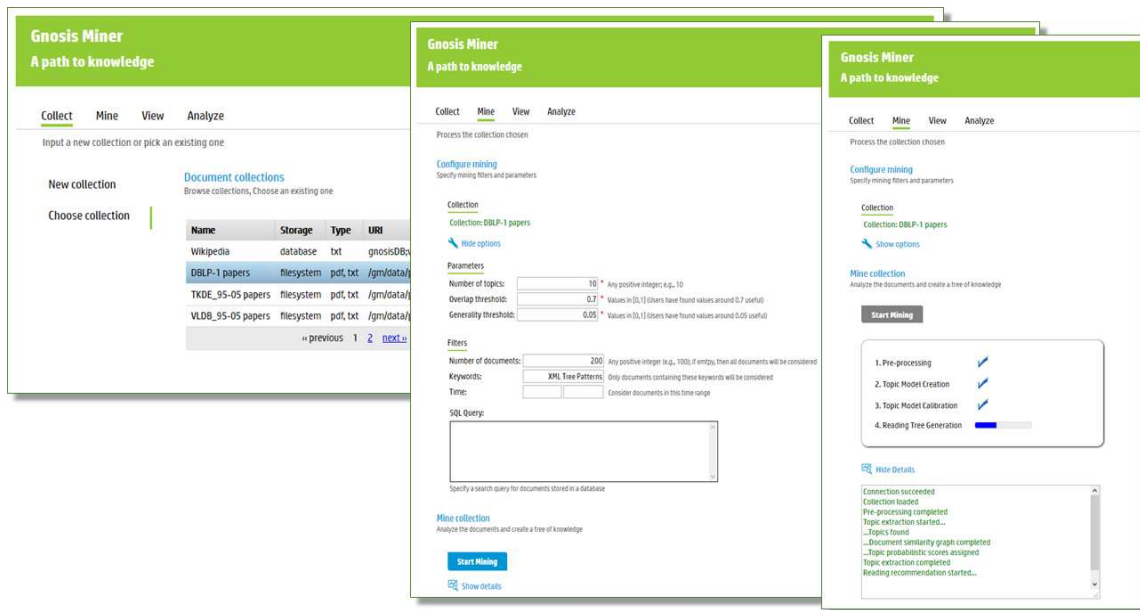 Gnosis Miner
A path to knowledge
Collect Mine View Analyze
Input a new collection or pick an existing one
New collection
Choose collection
Document collections
Browse collections, Choose an existing one
Name Storage Type URI
Wikipedia database txt gnosisDB;v
DBLP-1 papers filesystem pdf, txt /gm/data/p
TKDE_95-05 papers filesystem pdf, txt /gm/data/p
VLDB_95-05 papers filesystem pdf, txt /gm/data/p
‹‹ previous 1 2 next ››
Gnosis Miner
A path to knowledge
Collect Mine View Analyze
Process the collection chosen
Configure mining
Specify mining filters and parameters
Collection
Collection: DBLP-1 papers
Hide options
Parameters
Number of topics: 10 * Any positive integer; e.g., 10
Overlap threshold: 0.7 * Values in [0,1] (Users have found values around 0.7 useful)
Generality threshold: 0.05 * Values in [0,1] (Users have found values around 0.05 useful)
Filters
Number of documents: 200 Any positive integer (e.g., 100); if emtpy, then all documents will be considered
Keywords: XML Tree Patterns Only documents containing these keywords will be considered
Time: Consider documents in this time range
SQL Query:
Specify a search query for documents stored in a database
Mine collection
Analyze the documents and create a tree of knowledge
Start Mining
Show details
Gnosis Miner
A path to knowledge
Collect Mine View Analyze
Process the collection chosen
Configure mining
Specify mining filters and parameters
Collection
Collection: DBLP-1 papers
Show options
Mine collection
Analyze the documents and create a tree of knowledge
Start Mining
1. Pre-processing
2. Topic Model Creation
3. Topic Model Calibration
4. Reading Tree Generation
Hide Details
Connection succeeded
Collection loaded
Pre-processing completed
Topic extraction started...
...Topics found
...Document similarity graph completed
...Topic probabilistic scores assigned
Topic extraction completed
Reading recommendation started...